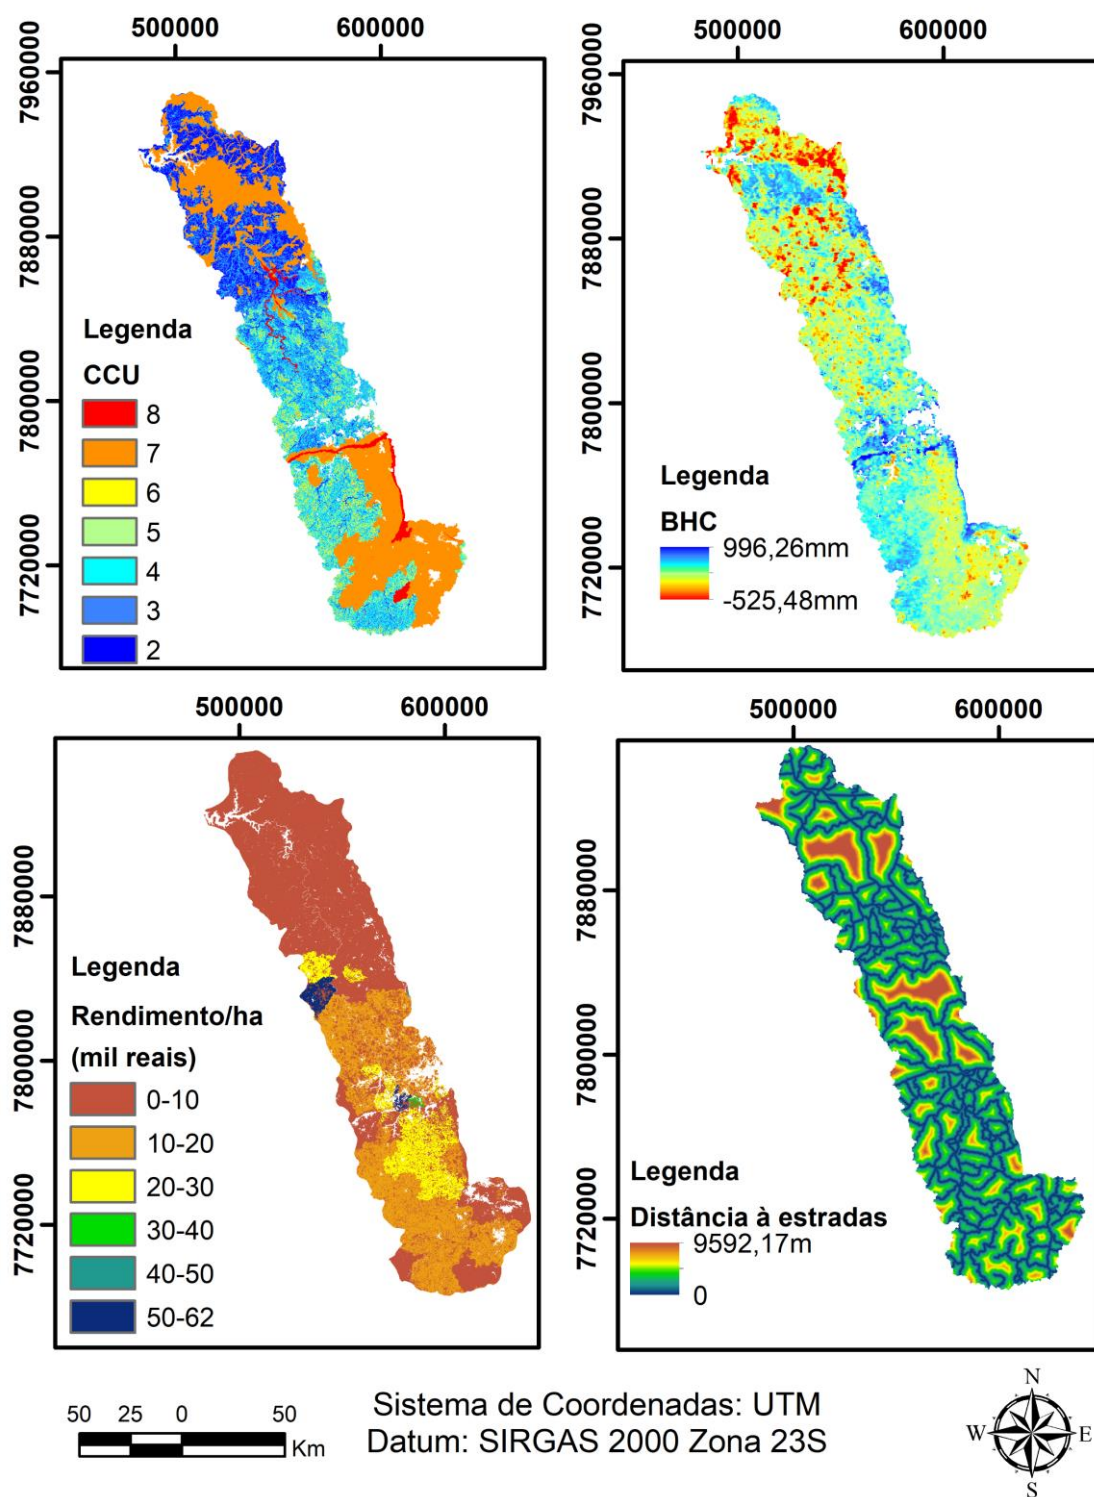 500000 600000
7960000
7880000
7800000
7720000
Legenda
CCU
8
7
6
5
4
3
2
500000 600000
7960000
7880000
7800000
7720000
Legenda
BHC
996,26mm
-525,48mm
500000 600000
7880000
7800000
7720000
Legenda
Rendimento/ha
(mil reais)
0-10
10-20
20-30
30-40
40-50
50-62
500000 600000
7880000
7800000
7720000
Legenda
Distância à estradas
9592,17m
0
50 25 0 50
Km
Sistema de Coordenadas: UTM
Datum: SIRGAS 2000 Zona 23S
N
W E
S